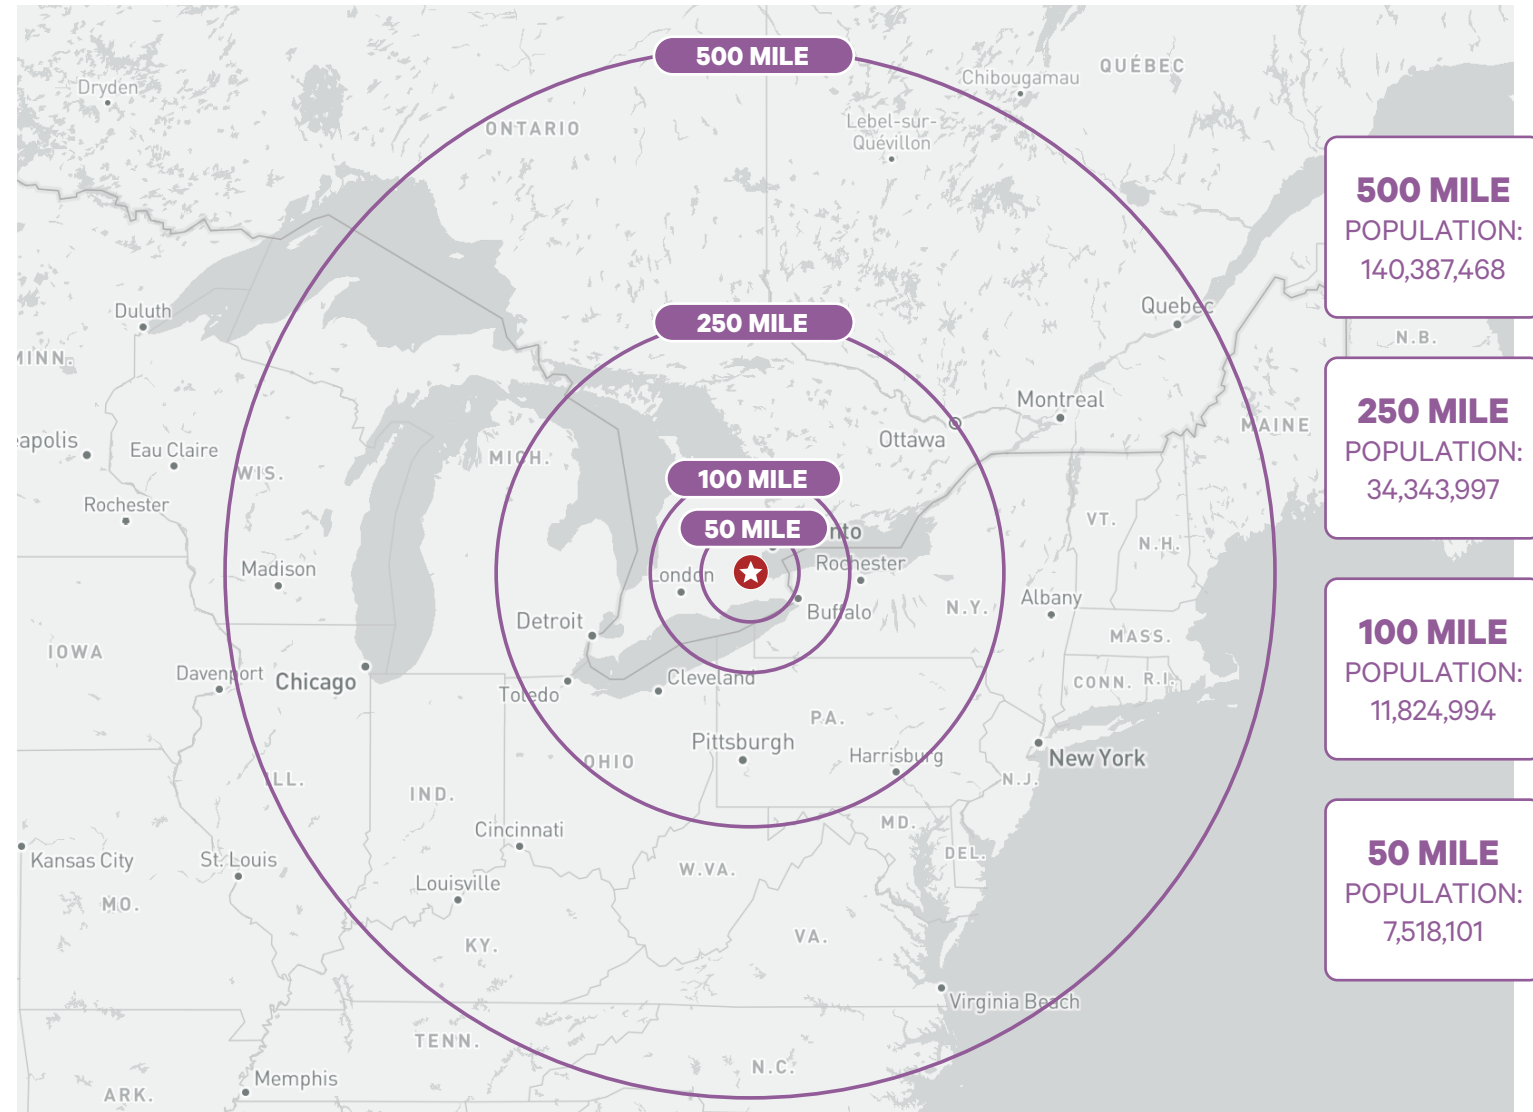 500 MILE
Chibougamau
QUÉBEC
Dryden
ONTARIO
Lebel-sur-
Quévillon
500 MILE
POPULATION:
140,387,468
Duluth
Quebec
250 MILE
N.B.
MINN.
Montreal
250 MILE
POPULATION:
34,343,997
MAINE
eapolis
Ottawa
Eau Claire
MICH.
WIS.
100 MILE
Rochester
VT.
50 MILE
nto
N.H.
Rochester
Madison
London
Albany
N.Y.
Buffalo
Detroit
100 MILE
POPULATION:
11,824,994
MASS.
IOWA
Davenport
Chicago
Cleveland
CONN.
R.I.
Toledo
PA.
Pittsburgh
Harrisburg
New York
OHIO
N.J.
ILL.
IND.
MD.
Cincinnati
50 MILE
POPULATION:
7,518,101
DEL.
Kansas City
St. Louis
W.VA.
Louisville
MO.
VA.
KY.
Virginia Beach
TENN.
N.C.
Memphis
ARK.